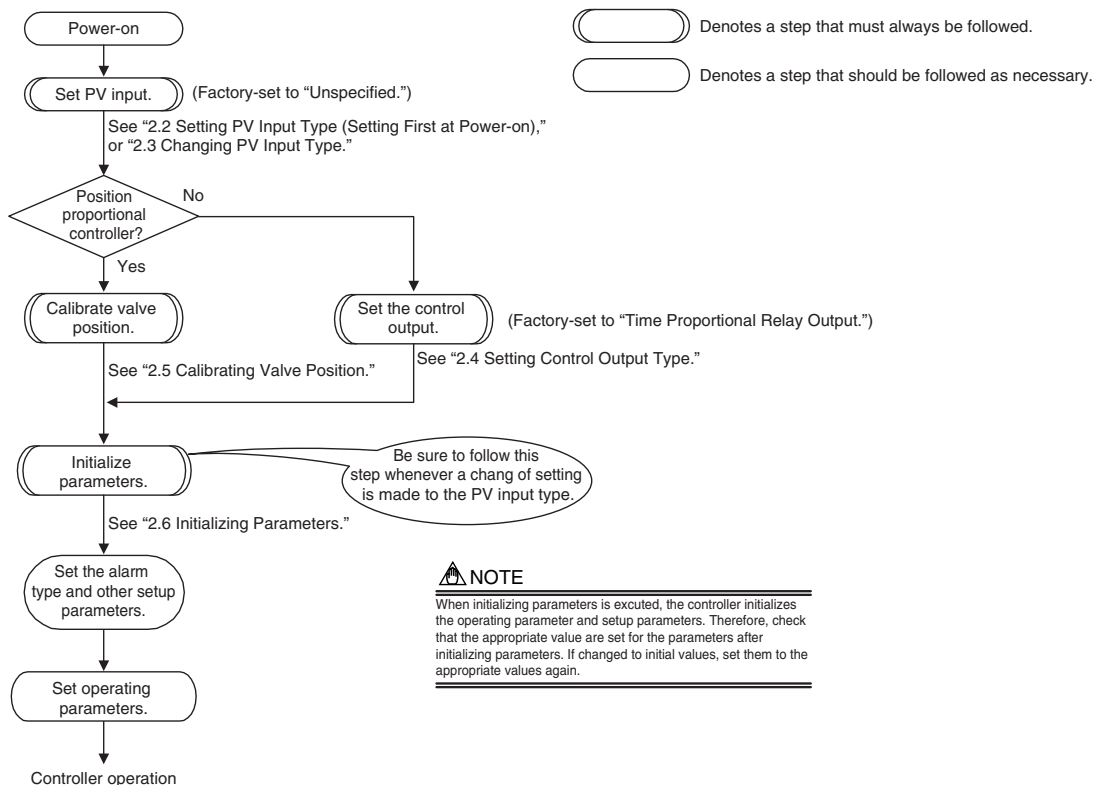 Power-on
Denotes a step that must always be followed.
Denotes a step that should be followed as necessary.
Set PV input.
(Factory-set to “Unspecified.”)
See “2.2 Setting PV Input Type (Setting First at Power-on),”
or “2.3 Changing PV Input Type.”
Position
proportional
controller?
No
Yes
Calibrate valve
position.
Set the control
output.
(Factory-set to “Time Proportional Relay Output.”)
See “2.4 Setting Control Output Type.”
See “2.5 Calibrating Valve Position.”
Initialize
parameters.
Be sure to follow this
step whenever a chang of setting
is made to the PV input type.
See “2.6 Initializing Parameters.”
Set the alarm
type and other setup
parameters.
NOTE
When initializing parameters is excuted, the controller initializes
the operating parameter and setup parameters. Therefore, check
that the appropriate value are set for the parameters after
initializing parameters. If changed to initial values, set them to the
appropriate values again.
Set operating
parameters.
Controller operation